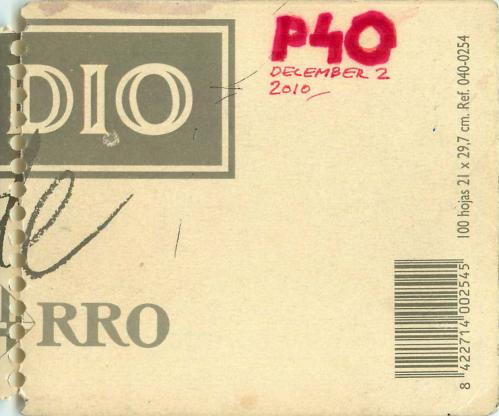 P40
DECEMBER 2
2010
DIO
RRO
100 hojas 21 x 29,7 cm. Ref. 040-0254
8 422714 002545